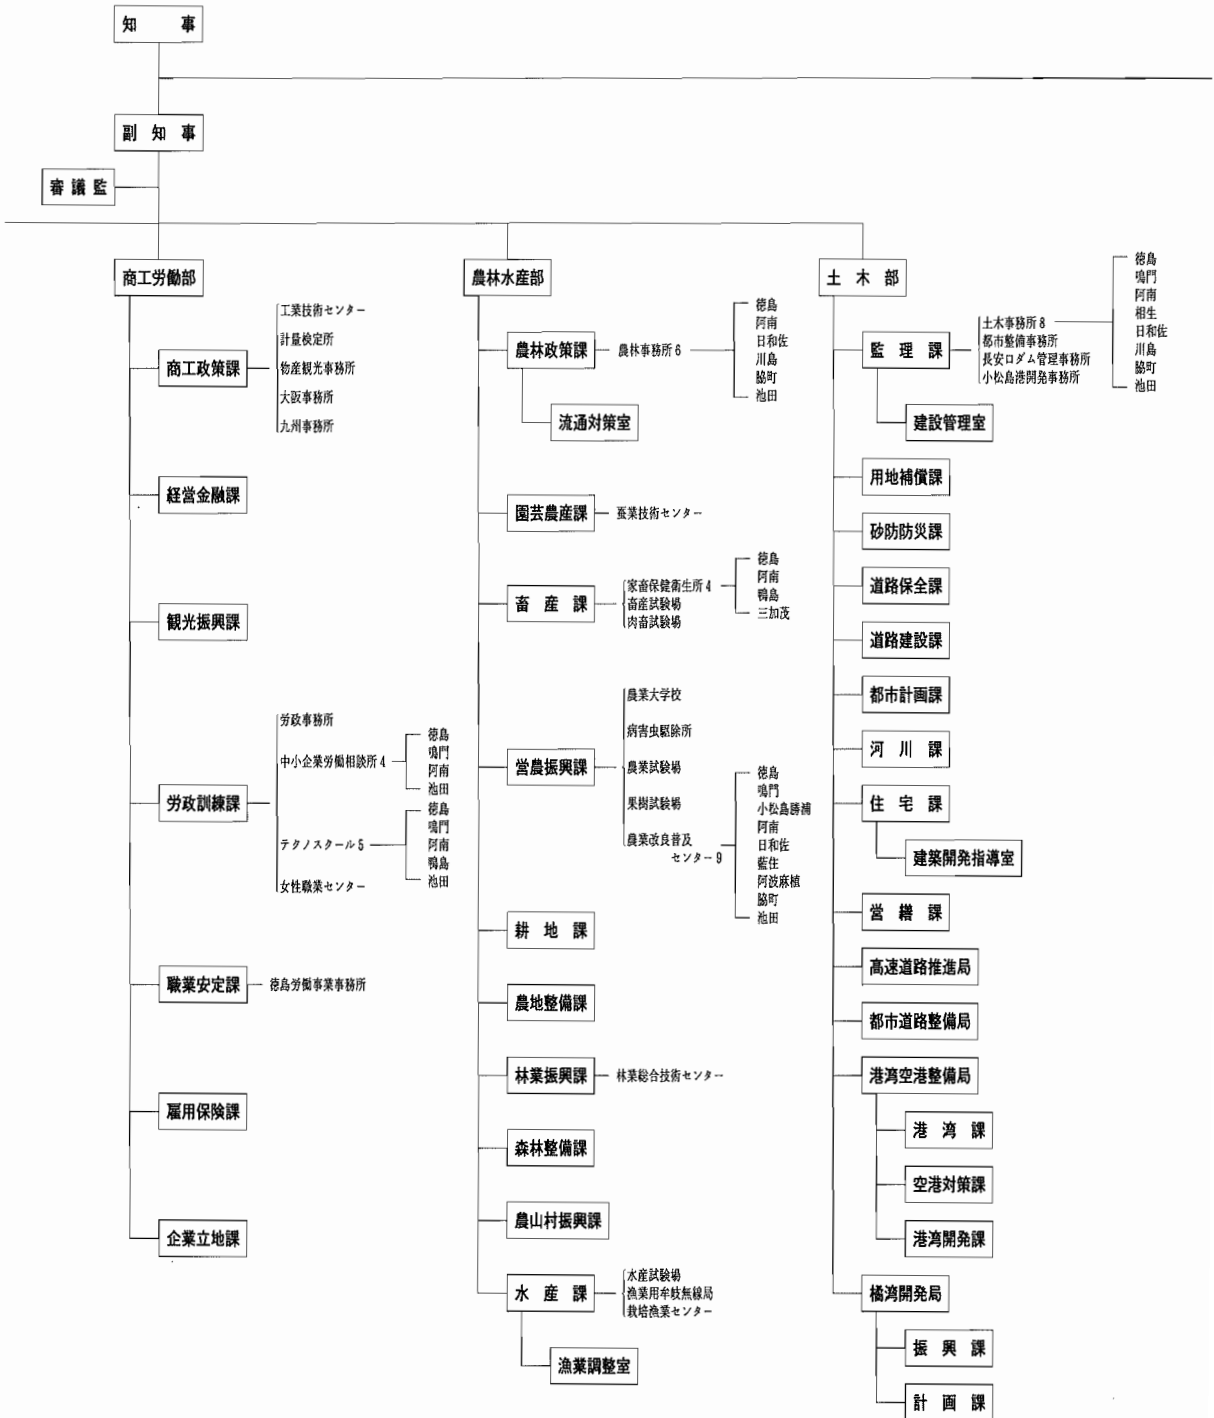 知事
副知事
審議監
商工労働部
商工政策課
工業技術センター
計量検定所
物産観光事務所
大阪事務所
九州事務所
経営金融課
観光振興課
労政訓練課
労政事務所
中小企業労働相談所4
徳島
鳴門
阿南
池田
テクノスクール5
徳島
鳴門
阿南
鴨島
池田
女性職業センター
職業安定課
徳島労働事業事務所
雇用保険課
企業立地課
農林水産部
農林政策課
農林事務所6
徳島
阿南
日和佐
川島
脇町
池田
流通対策室
園芸農産課
蚕業技術センター
畜産課
家畜保健衛生所4
徳島
阿南
鴨島
三加茂
畜産試験場
肉畜試験場
営農振興課
農業大学校
病害虫駆除所
農業試験場
果樹試験場
農業改良普及
センター9
徳島
鳴門
小松島勝浦
阿南
日和佐
藍住
阿波麻植
脇町
池田
耕地課
農地整備課
林業振興課
林業総合技術センター
森林整備課
農山村振興課
水産課
水産試験場
漁業用牟岐無線局
栽培漁業センター
漁業調整室
土木部
監理課
土木事務所8
徳島
鳴門
阿南
相生
日和佐
川島
脇町
池田
都市整備事務所
長安口ダム管理事務所
小松島港開発事務所
建設管理室
用地補償課
砂防防災課
道路保全課
道路建設課
都市計画課
河川課
住宅課
建築開発指導室
営繕課
高速道路推進局
都市道路整備局
港湾空港整備局
港湾課
空港対策課
港湾開発課
橘湾開発局
振興課
計画課